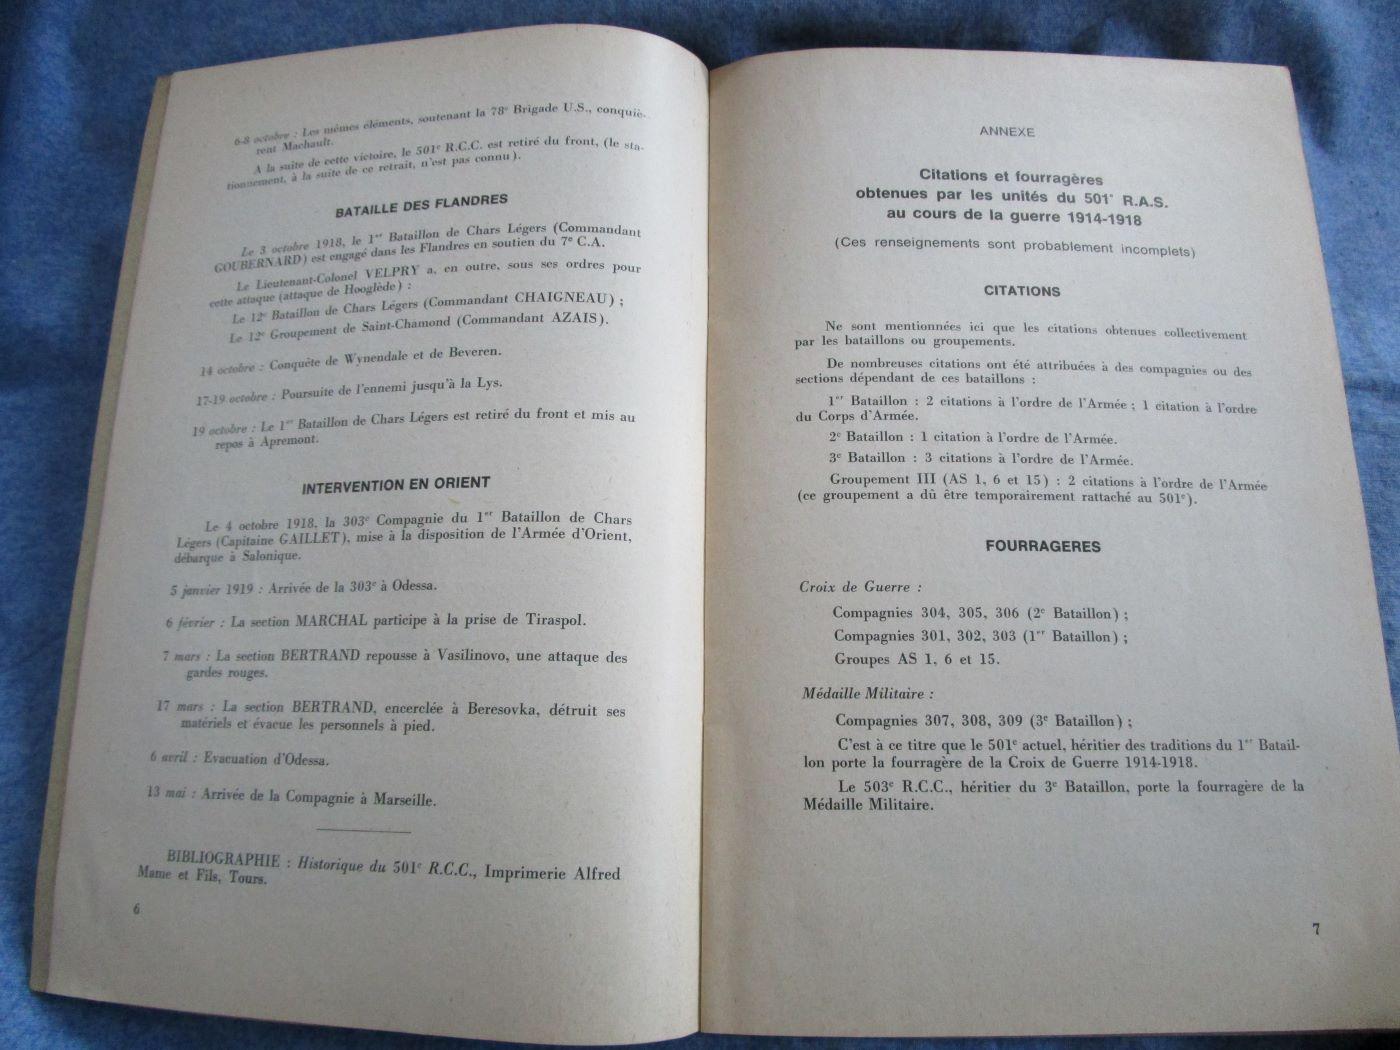 6-8 octobre : Les mêmes éléments, soutenant la 78e Brigade U.S., conquiè-
rent Machault.
A la suite de cette victoire, le 501e R.C.C. est retiré du front, (le sta-
tionnement, à la suite de ce retrait, n'est pas connu).
BATAILLE DES FLANDRES
Le 3 octobre 1918, le 1er Bataillon de Chars Légers (Commandant
GOUBERNARD) est engagé dans les Flandres en soutien du 7e C.A.
Le Lieutenant-Colonel VELPRY a, en outre, sous ses ordres pour
cette attaque (attaque de Hooglède) :
Le 12e Bataillon de Chars Légers (Commandant CHAIGNEAU) ;
Le 12e Groupement de Saint-Chamond (Commandant AZAIS).
14 octobre : Conquête de Wynendale et de Beveren.
17-19 octobre : Poursuite de l'ennemi jusqu'à la Lys.
19 octobre : Le 1er Bataillon de Chars Légers est retiré du front et mis au
repos à Apremont.
INTERVENTION EN ORIENT
Le 4 octobre 1918, la 303e Compagnie du 1er Bataillon de Chars
Légers (Capitaine GAILLET), mise à la disposition de l'Armée d'Orient,
débarque à Salonique.
5 janvier 1919 : Arrivée de la 303e à Odessa.
6 février : La section MARCHAL participe à la prise de Tiraspol.
7 mars : La section BERTRAND repousse à Vasilinovo, une attaque des
gardes rouges.
17 mars : La section BERTRAND, encerclée à Beresovka, détruit ses
matériels et évacue les personnels à pied.
6 avril : Evacuation d'Odessa.
13 mai : Arrivée de la Compagnie à Marseille.
BIBLIOGRAPHIE : Historique du 501e R.C.C., Imprimerie Alfred
Mame et Fils, Tours.
6
ANNEXE
Citations et fourragères
obtenues par les unités du 501° R.A.S.
au cours de la guerre 1914-1918
(Ces renseignements sont probablement incomplets)
CITATIONS
Ne sont mentionnées ici que les citations obtenues collectivement
par les bataillons ou groupements.
De nombreuses citations ont été attribuées à des compagnies ou des
sections dépendant de ces bataillons :
1er Bataillon : 2 citations à l'ordre de l'Armée ; 1 citation à l'ordre
du Corps d'Armée.
2e Bataillon : 1 citation à l'ordre de l'Armée.
3e Bataillon : 3 citations à l'ordre de l'Armée.
Groupement III (AS 1, 6 et 15) : 2 citations à l'ordre de l'Armée
(ce groupement a dû être temporairement rattaché au 501e).
FOURRAGERES
Croix de Guerre :
Compagnies 304, 305, 306 (2e Bataillon) ;
Compagnies 301, 302, 303 (1er Bataillon) ;
Groupes AS 1, 6 et 15.
Médaille Militaire :
Compagnies 307, 308, 309 (3e Bataillon) ;
C'est à ce titre que le 501e actuel, héritier des traditions du 1er Batail-
lon porte la fourragère de la Croix de Guerre 1914-1918.
Le 503e R.C.C., héritier du 3e Bataillon, porte la fourragère de la
Médaille Militaire.
7